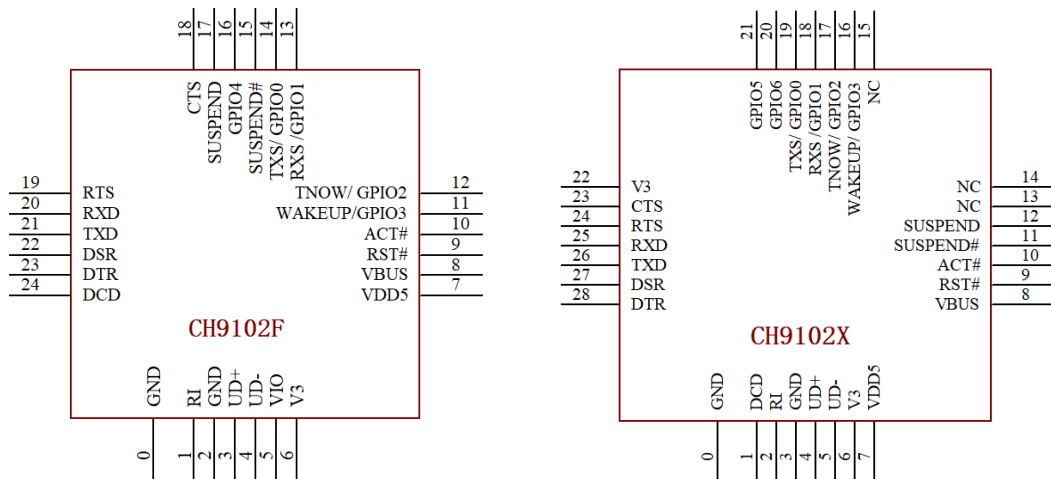 18 17 16 15 14 13
CTS
SUSPEND
GPIO4
SUSPEND#
TXS/ GPIO0
RXS /GPIO1
19 RTS
20 RXD
21 TXD
22 DSR
23 DTR
24 DCD
TNOW/ GPIO2 12
WAKEUP/GPIO3 11
ACT# 10
RST# 9
VBUS 8
VDD5 7
CH9102F
GND
RI
GND
UD+
UD-
VIO
V3
0 1 2 3 4 5 6
21 20 19 18 17 16 15
GPIO5
GPIO6
TXS/ GPIO0
RXS /GPIO1
TNOW/ GPIO2
WAKEUP/ GPIO3
NC
22 V3
23 CTS
24 RTS
25 RXD
26 TXD
27 DSR
28 DTR
NC 14
NC 13
SUSPEND 12
SUSPEND# 11
ACT# 10
RST# 9
VBUS 8
CH9102X
GND
DCD
RI
GND
UD+
UD-
V3
VDD5
0 1 2 3 4 5 6 7